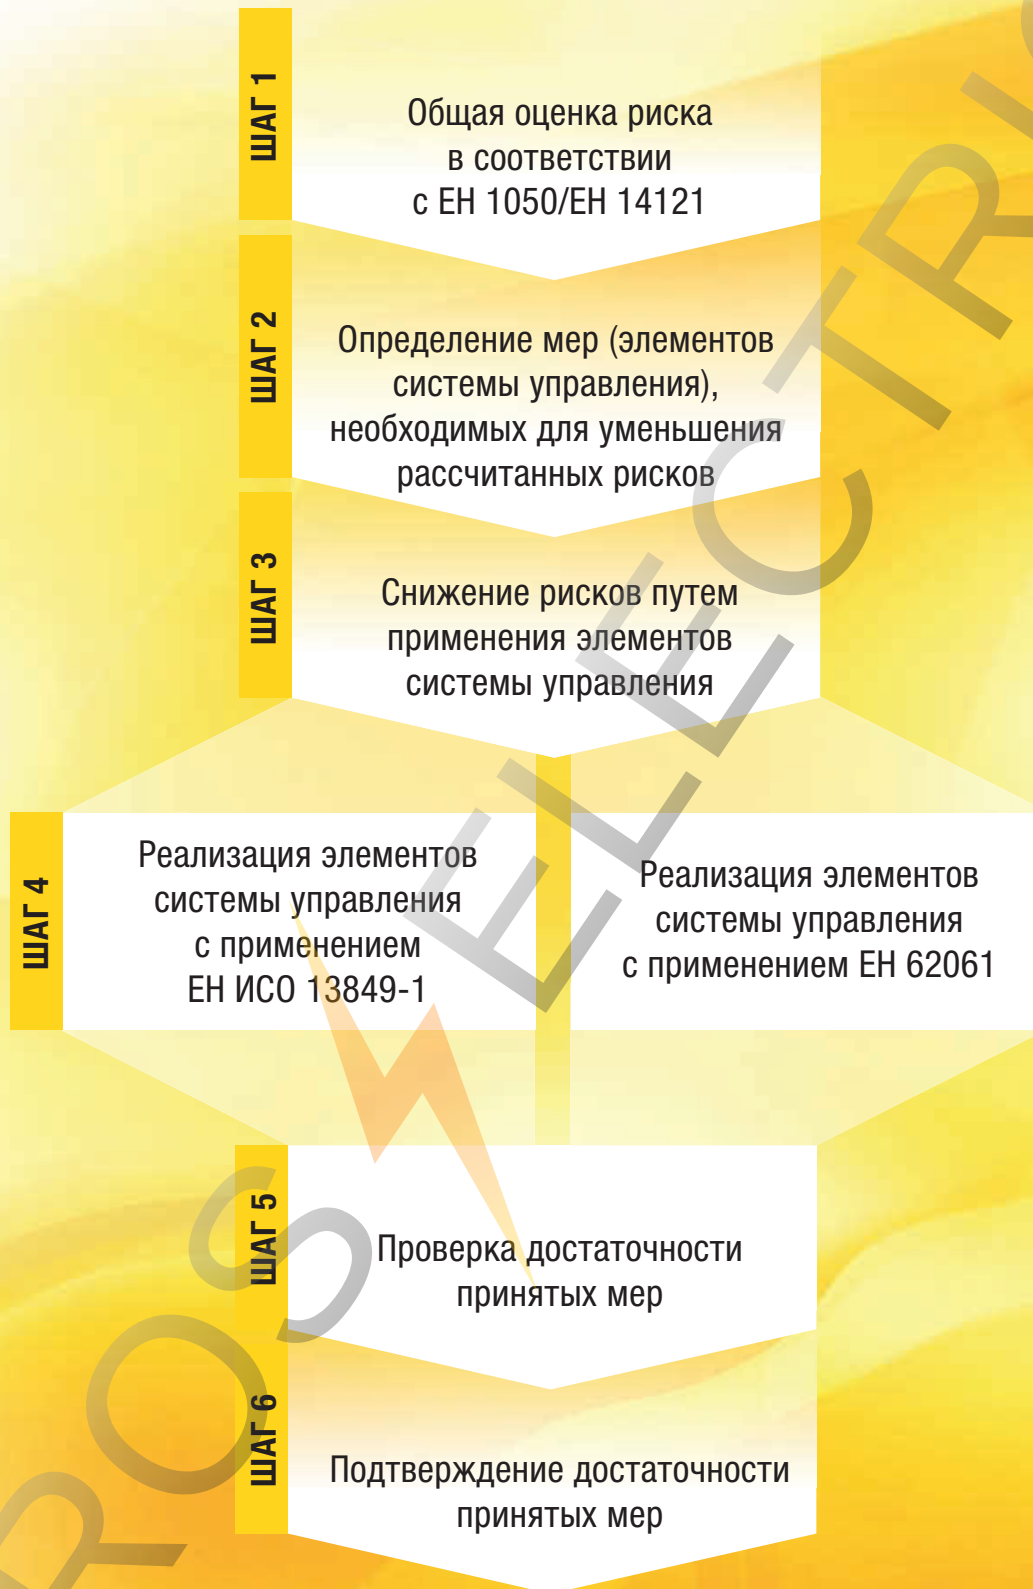 ШАГ 1
Общая оценка риска
в соответствии
с ЕН 1050/ЕН 14121
ШАГ 2
Определение мер (элементов
системы управления),
необходимых для уменьшения
рассчитанных рисков
ШАГ 3
Снижение рисков путем
применения элементов
системы управления
ШАГ 4
Реализация элементов
системы управления
с применением
ЕН ИСО 13849-1
Реализация элементов
системы управления
с применением ЕН 62061
ШАГ 5
Проверка достаточности
принятых мер
ШАГ 6
Подтверждение достаточности
принятых мер
ROS ELECTRIC